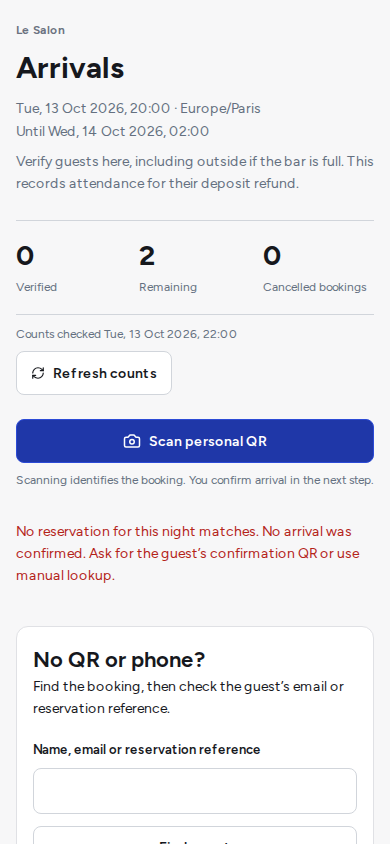 Le Salon
Arrivals
Tue, 13 Oct 2026, 20:00 · Europe/Paris
Until Wed, 14 Oct 2026, 02:00
Verify guests here, including outside if the bar is full. This
records attendance for their deposit refund.
0
2
0
Verified
Remaining
Cancelled bookings
Counts checked Tue, 13 Oct 2026, 22:00
Refresh counts
Scan personal QR
Scanning identifies the booking. You confirm arrival in the next step.
No reservation for this night matches. No arrival was
confirmed. Ask for the guest’s confirmation QR or use
manual lookup.
No QR or phone?
Find the booking, then check the guest’s email or
reservation reference.
Name, email or reservation reference